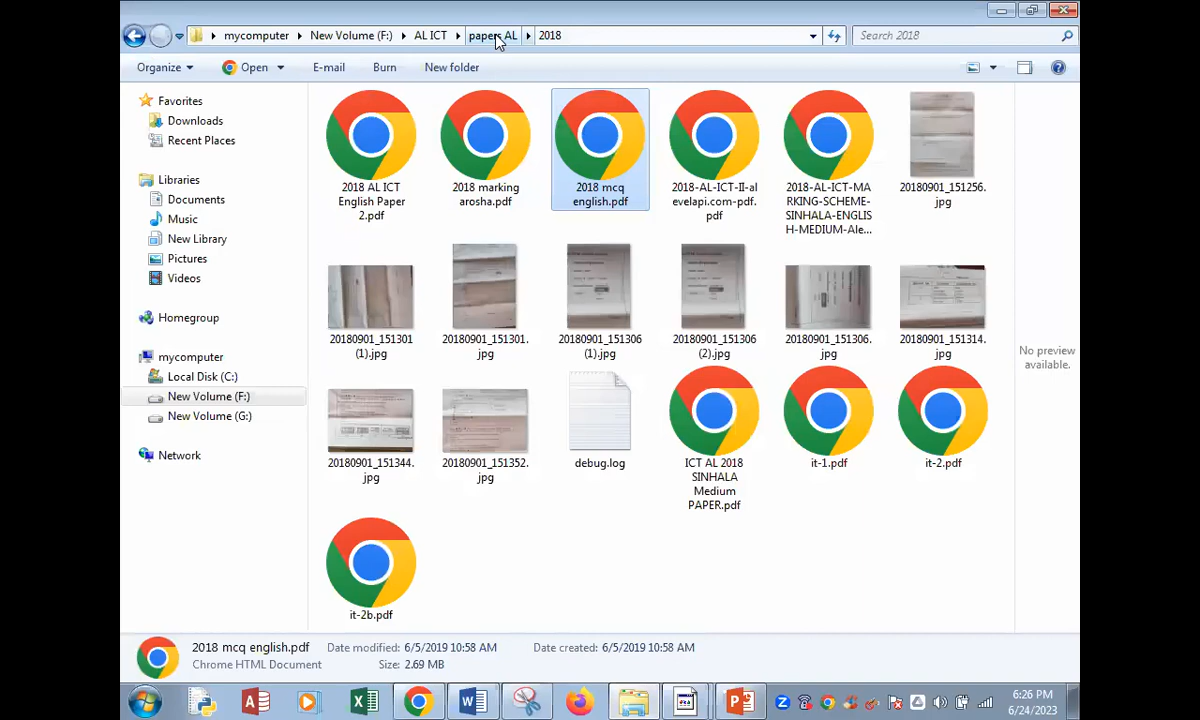 mycomputer New Volume (F:) AL ICT papers AL 2018 Search 2018
Organize Open E-mail Burn New folder
Favorites
Downloads
Recent Places
Libraries
Documents
Music
New Library
Pictures
Videos
Homegroup
mycomputer
Local Disk (C:)
New Volume (F:)
New Volume (G:)
Network
2018 AL ICT
English Paper
2.pdf
2018 marking
arosha.pdf
2018 mcq
english.pdf
2018-AL-ICT-II-al
evelapi.com-pdf.
pdf
2018-AL-ICT-MA
RKING-SCHEME-
SINHALA-ENGLIS
H-MEDIUM-Ale...
20180901_151256.
jpg
20180901_151301
(1).jpg
20180901_151301.
jpg
20180901_151306
(1).jpg
20180901_151306
(2).jpg
20180901_151306.
jpg
20180901_151314.
jpg
20180901_151344.
jpg
20180901_151352.
jpg
debug.log
ICT AL 2018
SINHALA
Medium
PAPER.pdf
it-1.pdf
it-2.pdf
it-2b.pdf
No preview
available.
2018 mcq english.pdf Date modified: 6/5/2019 10:58 AM Date created: 6/5/2019 10:58 AM
Chrome HTML Document Size: 2.69 MB
6:26 PM
6/24/2023